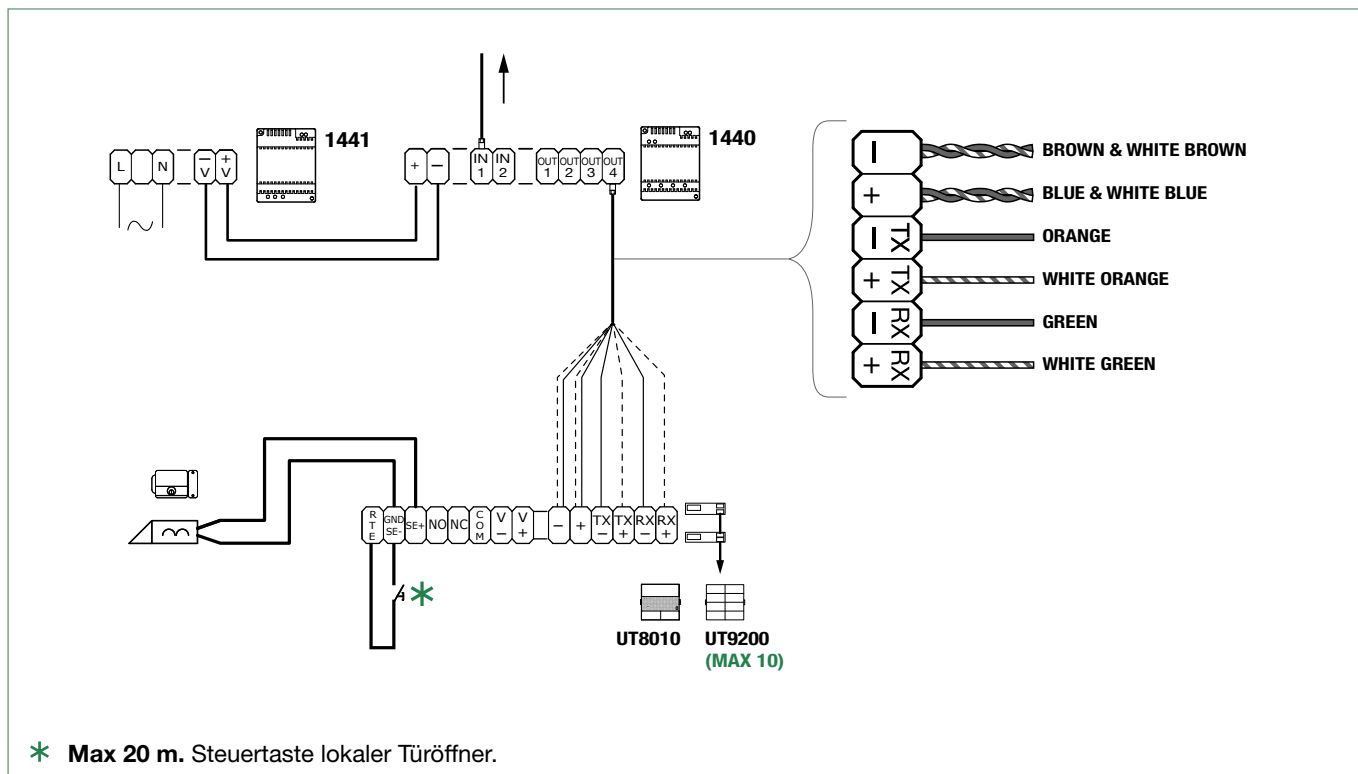 1441
1440
L N
− V
+ V
+ −
IN 1
IN 2
OUT 1
OUT 2
OUT 3
OUT 4
− BROWN & WHITE BROWN
+ BLUE & WHITE BLUE
− TX ORANGE
+ TX WHITE ORANGE
− RX GREEN
+ RX WHITE GREEN
RTE
GND SE-
SE+
NO
NC
COM
V −
V +
−
+
TX −
TX +
RX −
RX +
UT8010 UT9200
(MAX 10)
* Max 20 m. Steuertaste lokaler Türöffner.